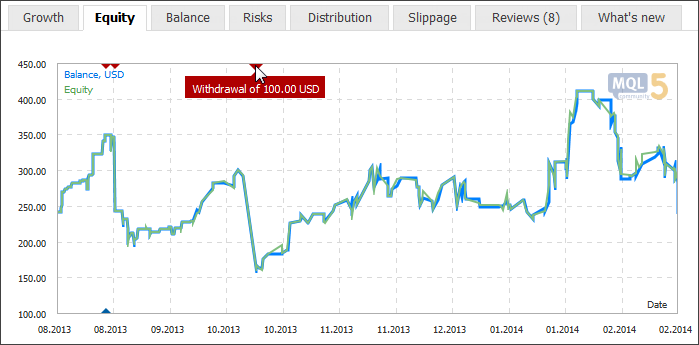 Growth Equity Balance Risks Distribution Slippage Reviews (8) What's new
450.00
Balance, USD
Equity
Withdrawal of 100.00 USD
MQL5
community
400.00
350.00
300.00
250.00
200.00
150.00
100.00
Date
08.2013 08.2013 09.2013 10.2013 10.2013 11.2013 11.2013 12.2013 01.2014 01.2014 02.2014 02.2014